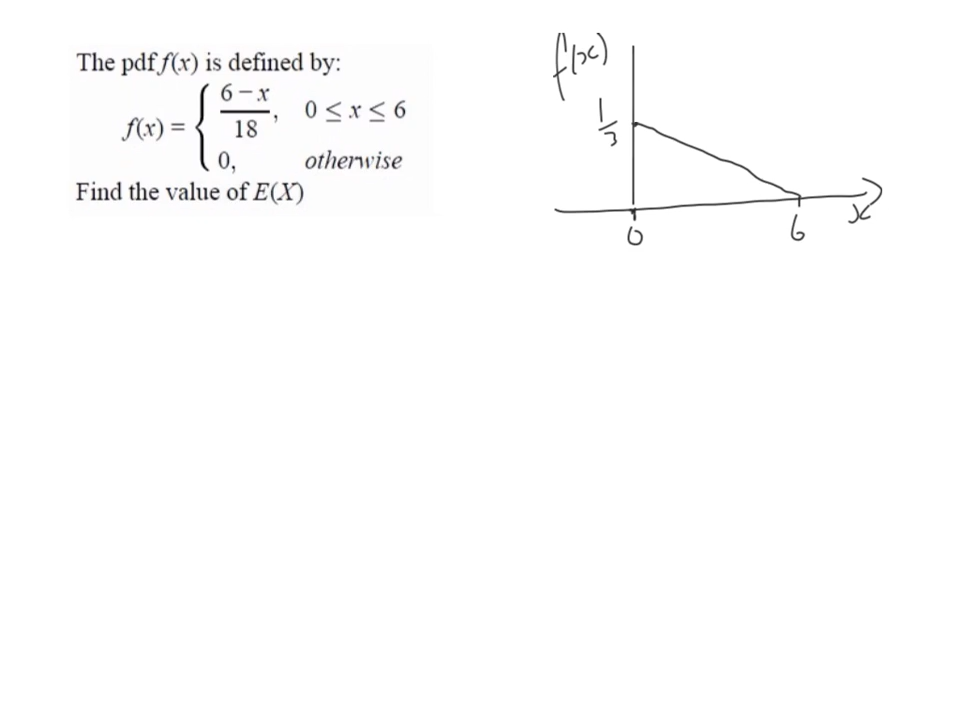 The pdf f(x) is defined by:
f(x) = { 6 − x / 18, 0 ≤ x ≤ 6
0, otherwise
Find the value of E(X)
f(x)
1/3
0
6
x